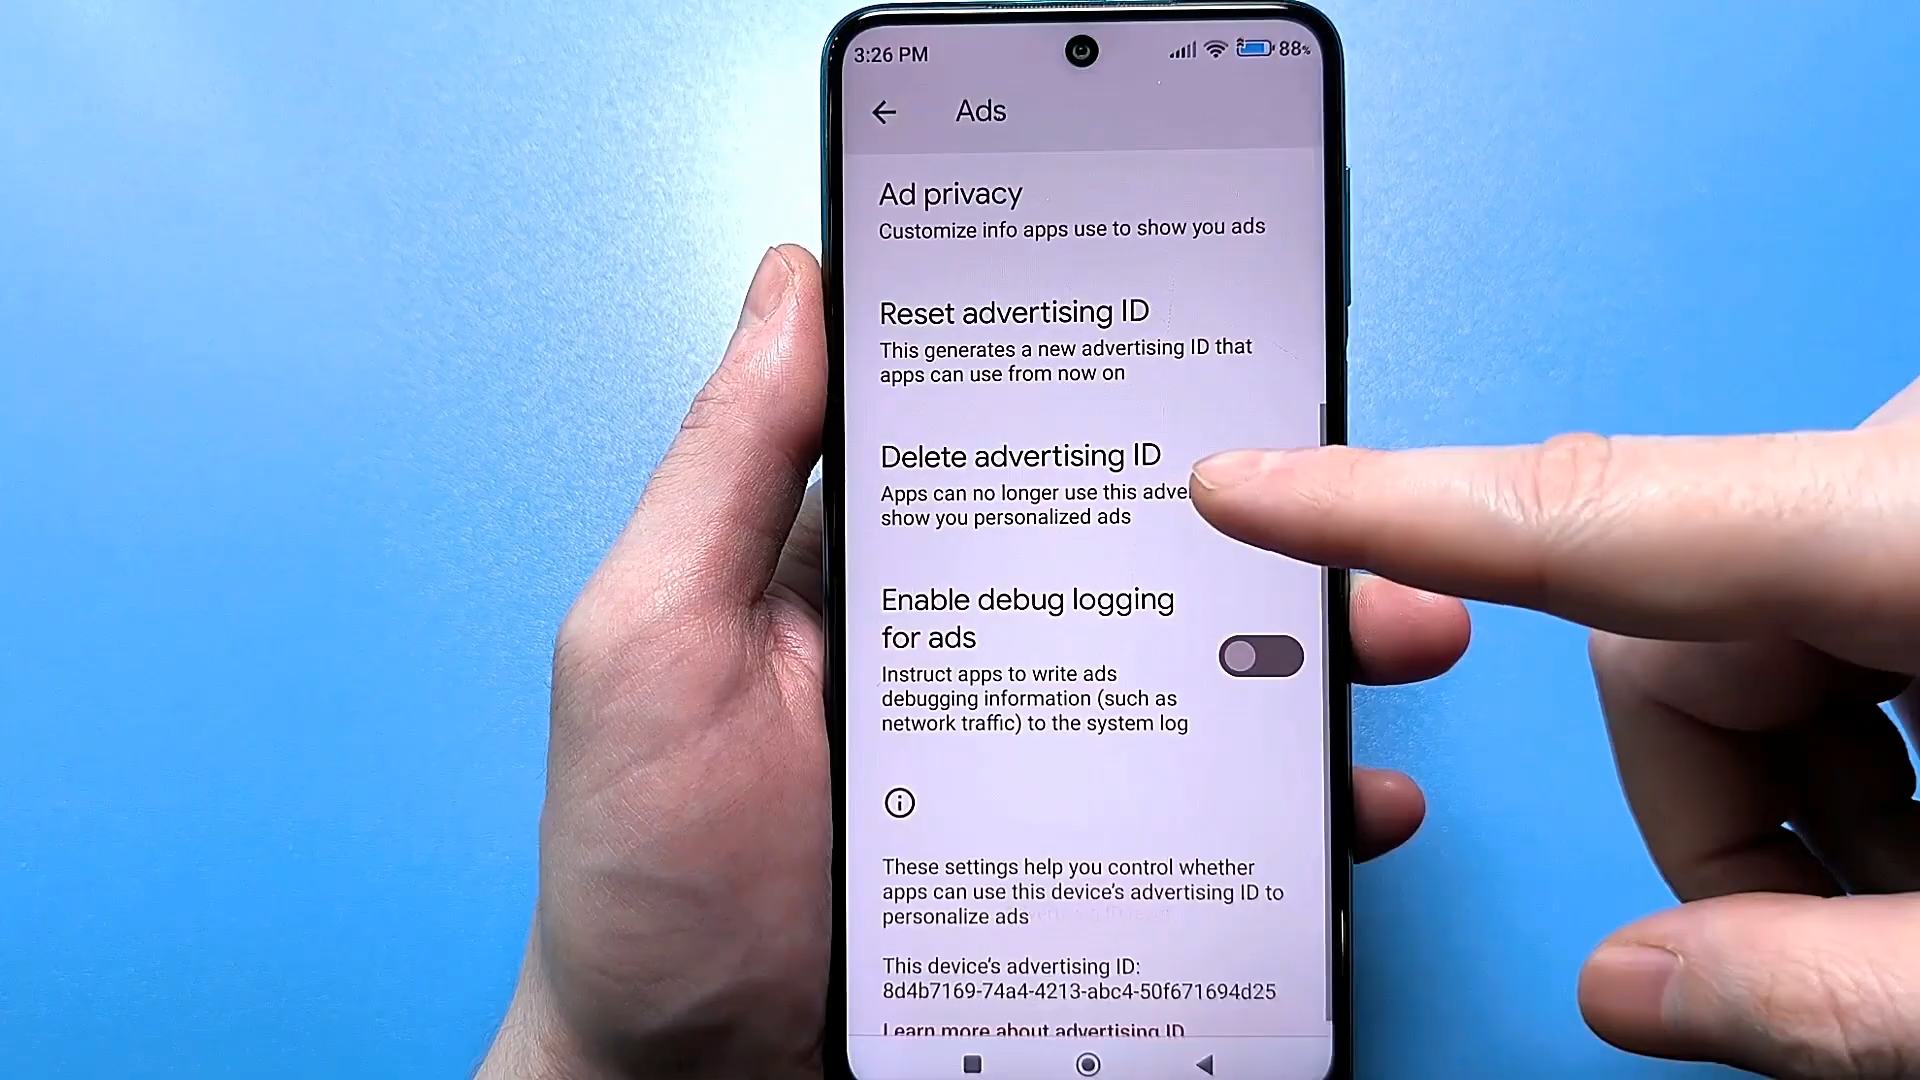 3:26 PM
88%
Ads
Ad privacy
Customize info apps use to show you ads
Reset advertising ID
This generates a new advertising ID that
apps can use from now on
Delete advertising ID
Apps can no longer use this adve
show you personalized ads
Enable debug logging
for ads
Instruct apps to write ads
debugging information (such as
network traffic) to the system log
These settings help you control whether
apps can use this device's advertising ID to
personalize ads
This device's advertising ID:
8d4b7169-74a4-4213-abc4-50f671694d25
Learn more about advertising ID